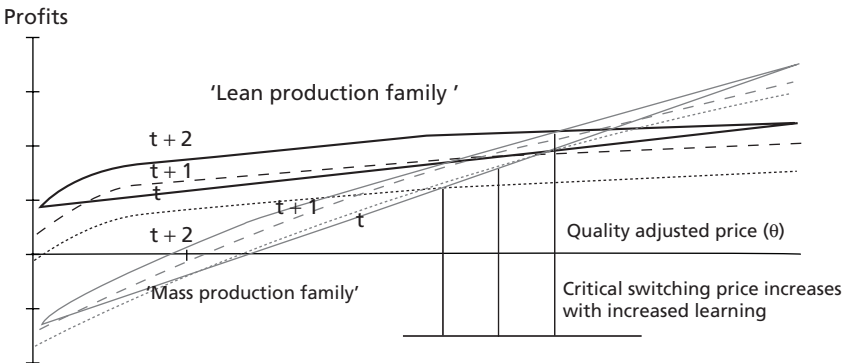 Profits
'Lean production family '
t + 2
t + 1
t
t + 1
t
t + 2
Quality adjusted price (θ)
'Mass production family'
Critical switching price increases
with increased learning